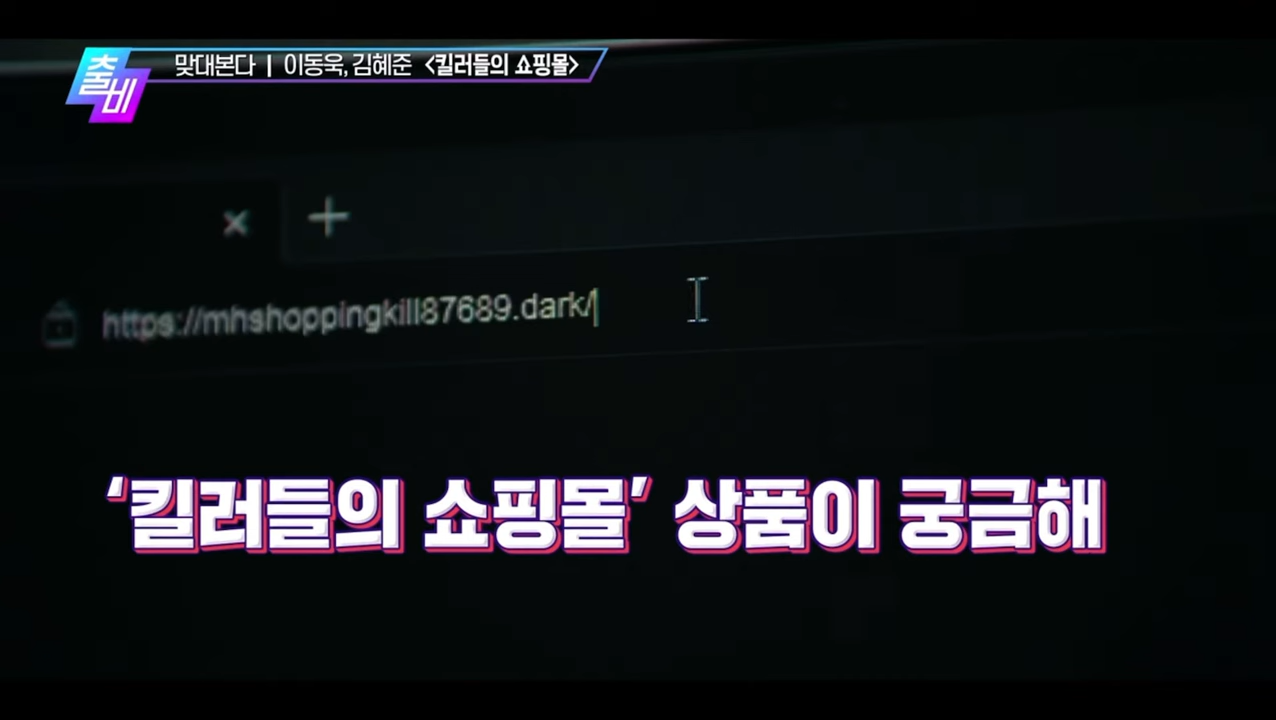 출비
맞대본다 | 이동욱, 김혜준 <킬러들의 쇼핑몰>
https://mhshoppingkill87689.dark/
‘킬러들의 쇼핑몰’ 상품이 궁금해